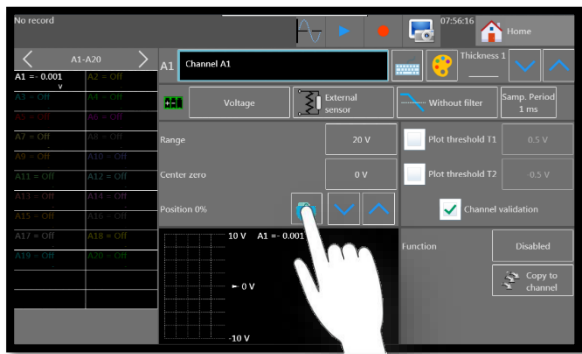 No record
07:56:16
Home
A1-A20
A1
Channel A1
Thickness 1
A1 =- 0.001
V
A2 = Off
A3 = Off
A4 = Off
A5 = Off
A6 = Off
A7 = Off
A8 = Off
A9 = Off
A10 = Off
A11 = Off
A12 = Off
A13 = Off
A14 = Off
A15 = Off
A16 = Off
A17 = Off
A18 = Off
A19 = Off
A20 = Off
Voltage
External
sensor
Without filter
Samp. Period
1 ms
Range
20 V
Center zero
0 V
Position 0%
Plot threshold T1
0.5 V
Plot threshold T2
-0.5 V
Channel
validation
10 V
A1 =- 0.001
0 V
-10 V
Function
Disabled
Copy to
channel